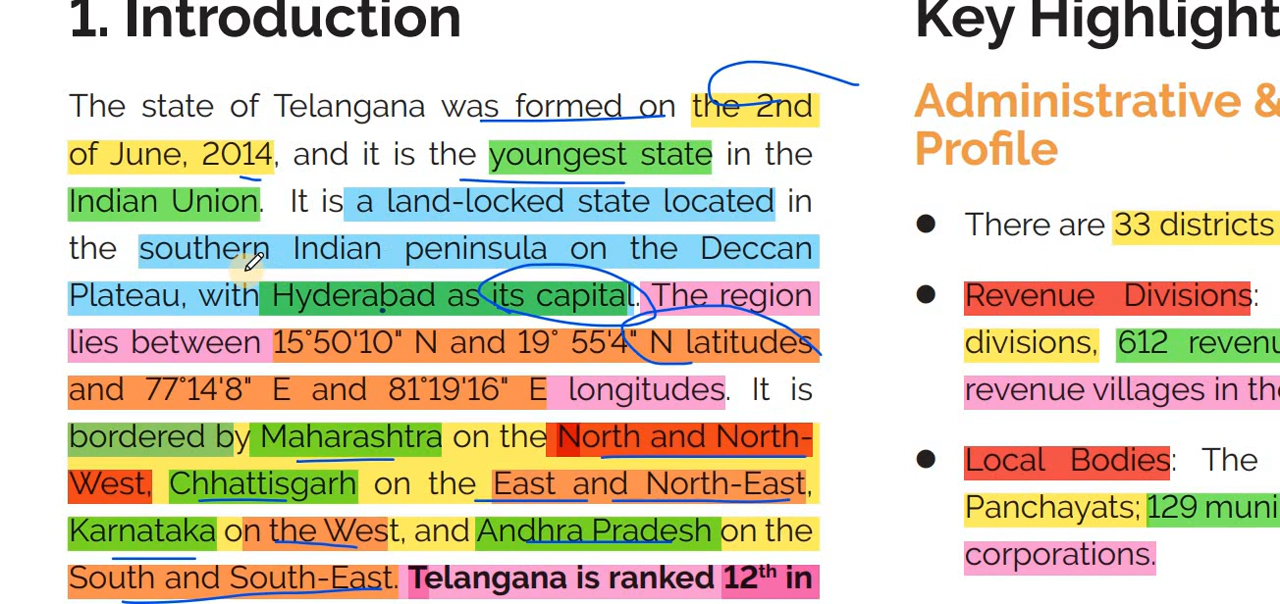 1. Introduction
The state of Telangana was formed on the 2nd
of June, 2014, and it is the youngest state in the
Indian Union. It is a land-locked state located in
the southern Indian peninsula on the Deccan
Plateau, with Hyderabad as its capital. The region
lies between 15°50'10" N and 19° 55'4" N latitudes
and 77°14'8" E and 81°19'16" E longitudes. It is
bordered by Maharashtra on the North and North-
West, Chhattisgarh on the East and North-East,
Karnataka on the West, and Andhra Pradesh on the
South and South-East. Telangana is ranked 12th in
Key Highlight
Administrative &
Profile
● There are 33 districts
● Revenue Divisions:
divisions, 612 revenu
revenue villages in the
● Local Bodies: The
Panchayats; 129 muni
corporations.